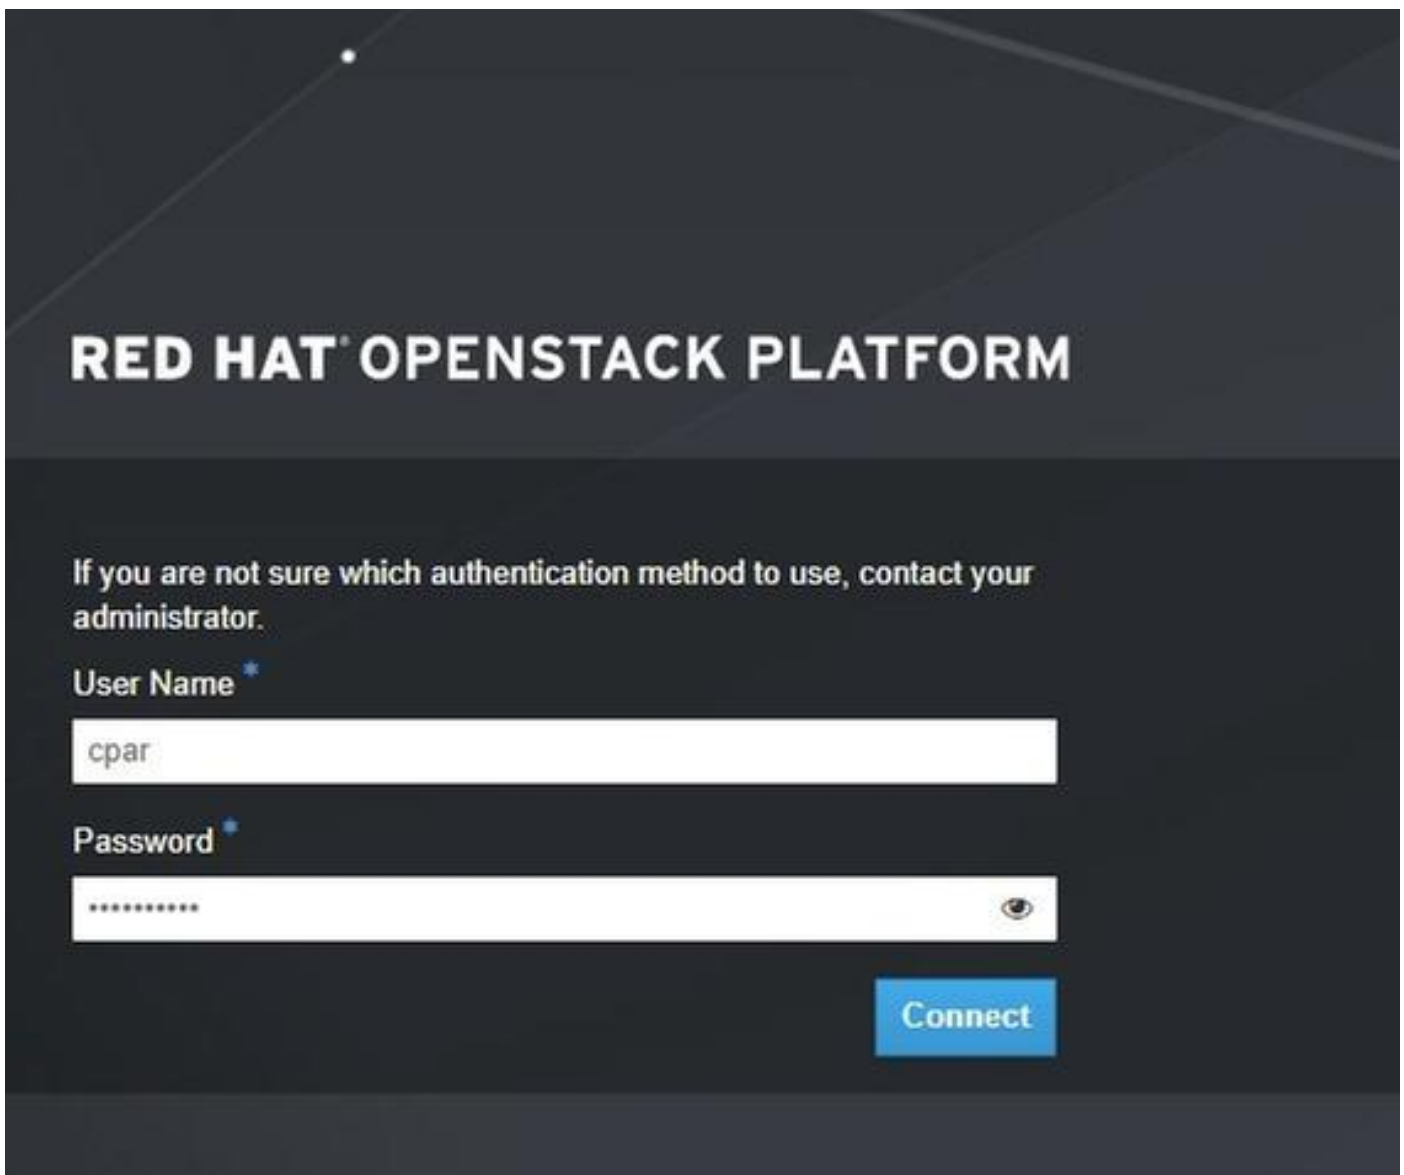 RED HAT® OPENSTACK PLATFORM
If you are not sure which authentication method to use, contact your
administrator.
User Name *
cpar
Password *
••••••••••
Connect